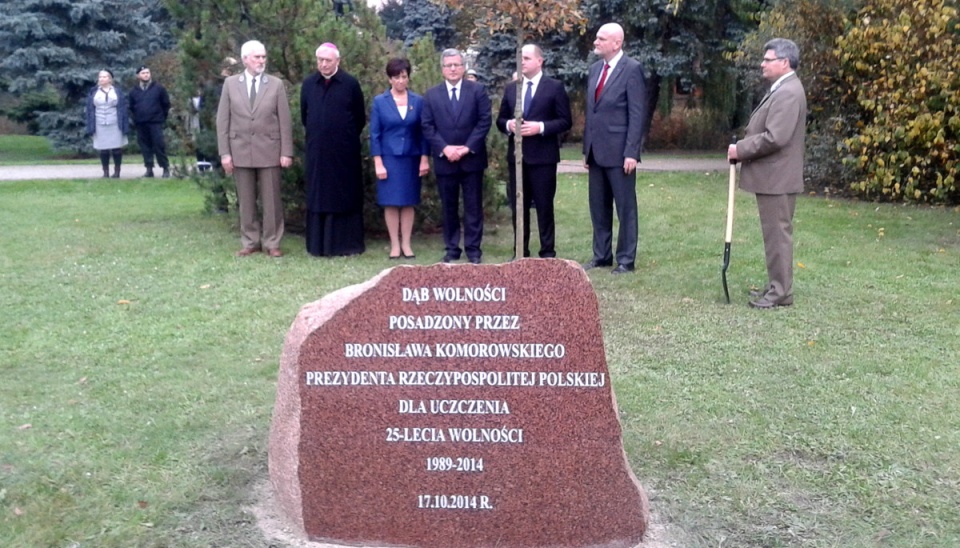 DĄB WOLNOŚCI
POSADZONY PRZEZ
BRONISŁAWA KOMOROWSKIEGO
PREZYDENTA RZECZYPOSPOLITEJ POLSKIEJ
DLA UCZCZENIA
25-LECIA WOLNOŚCI
1989-2014
17.10.2014 R.